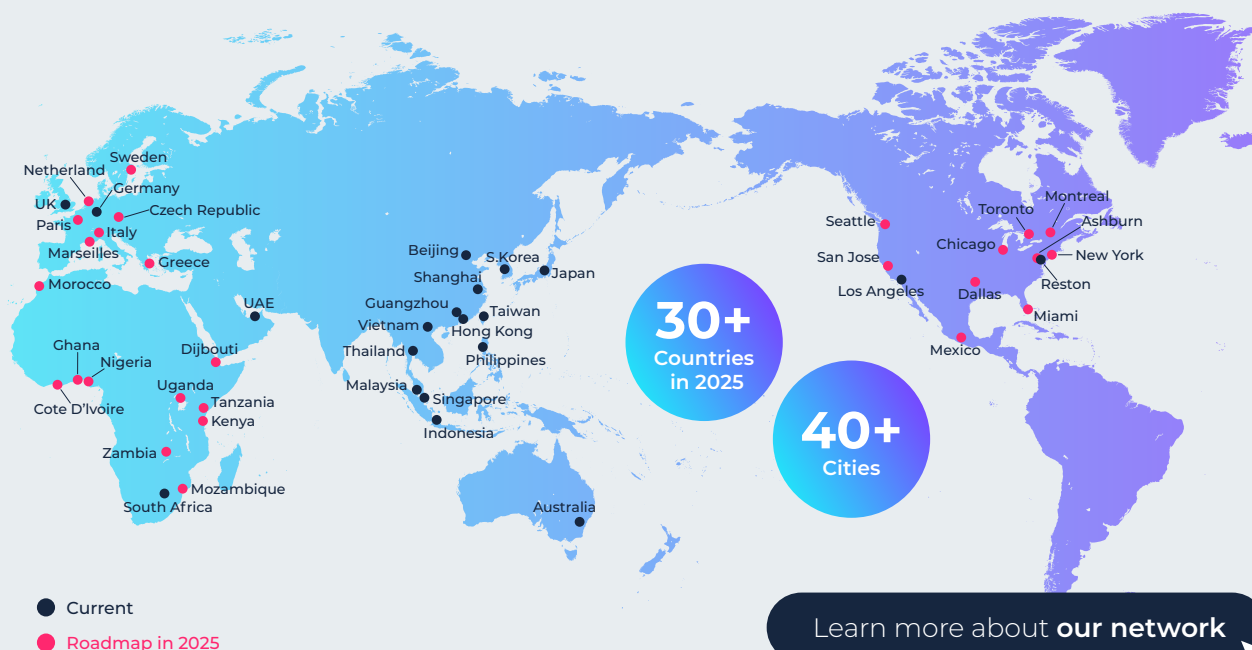 Sweden
Netherland
Germany
UK
Czech Republic
Paris
Italy
Marseilles
Greece
Morocco
UAE
Ghana
Nigeria
Djibouti
Uganda
Cote D'Ivoire
Tanzania
Kenya
Zambia
Mozambique
South Africa
Beijing
S.Korea
Japan
Shanghai
Guangzhou
Taiwan
Vietnam
Hong Kong
Thailand
Philippines
Malaysia
Singapore
Indonesia
Australia
30+
Countries
in 2025
40+
Cities
Montreal
Toronto
Seattle
Ashburn
Chicago
New York
San Jose
Reston
Los Angeles
Dallas
Miami
Mexico
Current
Roadmap in 2025
Learn more about our network